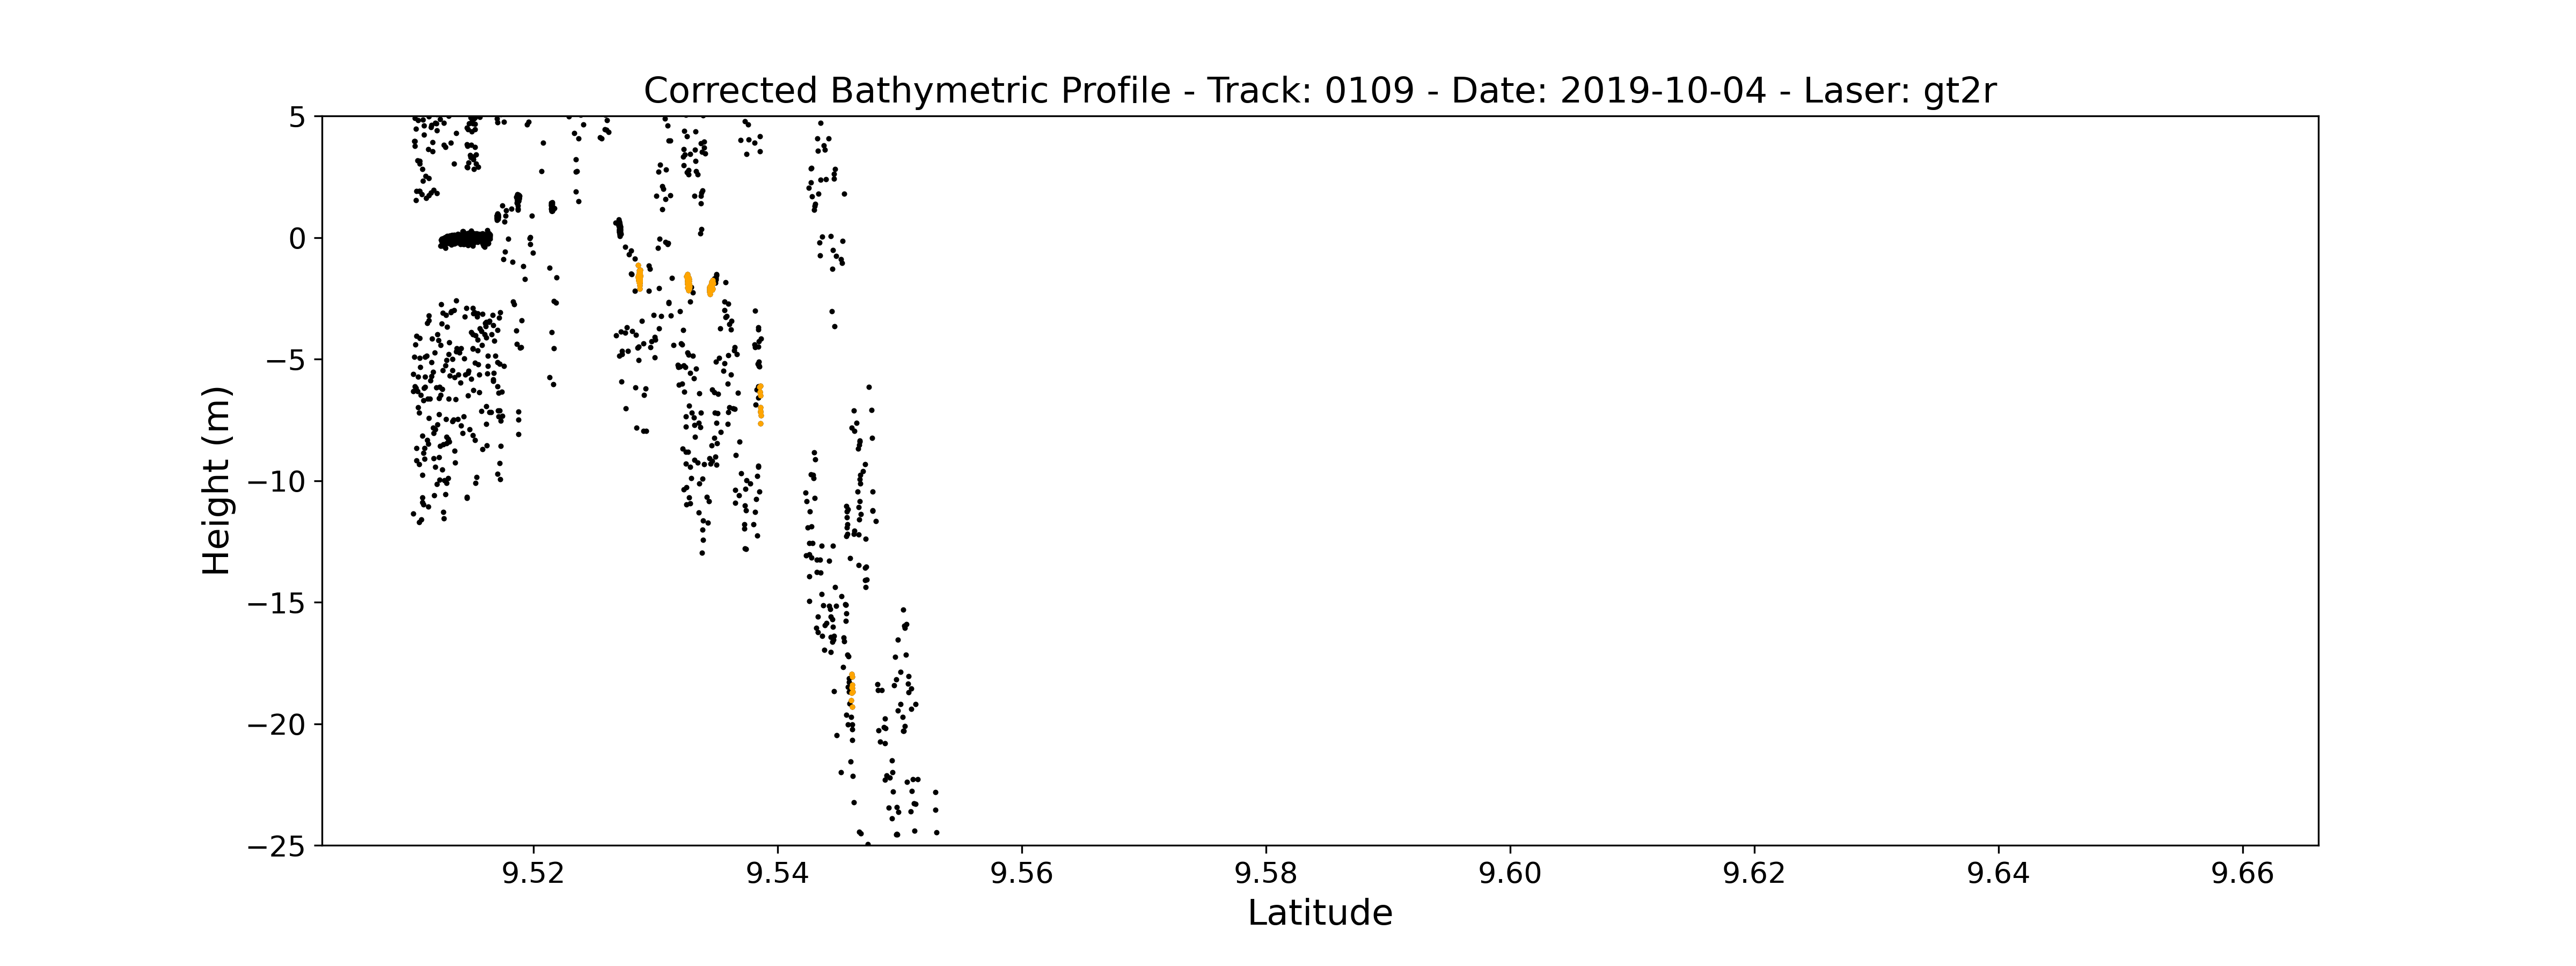 Corrected Bathymetric Profile - Track: 0109 - Date: 2019-10-04 - Laser: gt2r
5
0
−5
−10
−15
−20
−25
Height (m)
9.52 9.54 9.56 9.58 9.60 9.62 9.64 9.66
Latitude